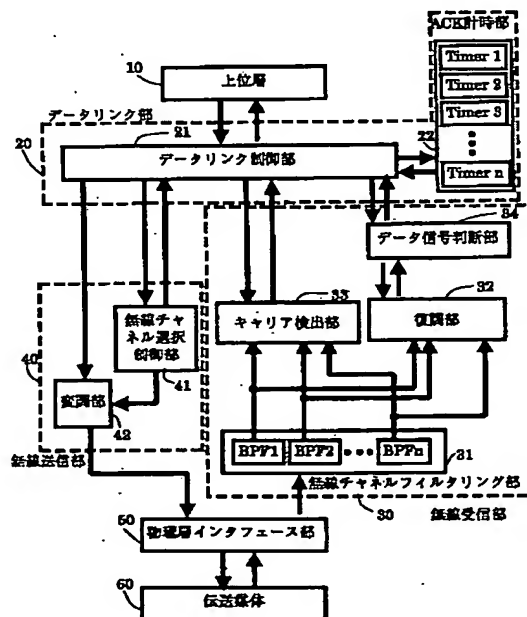 ACK計時部
Timer 1
Timer 2
Timer 3
Timer n
22
10
上位層
データリンク部
21
20
データリンク制御部
34
データ信号判断部
33
キャリア検出部
32
復調部
無線チャ
ネル選択
制御部
40
41
変調部
42
無線送信部
BPF1
BPF2
BPFn
31
無線チャネルフィルタリング部
30
無線受信部
50
物理層インタフェース部
60
伝送媒体